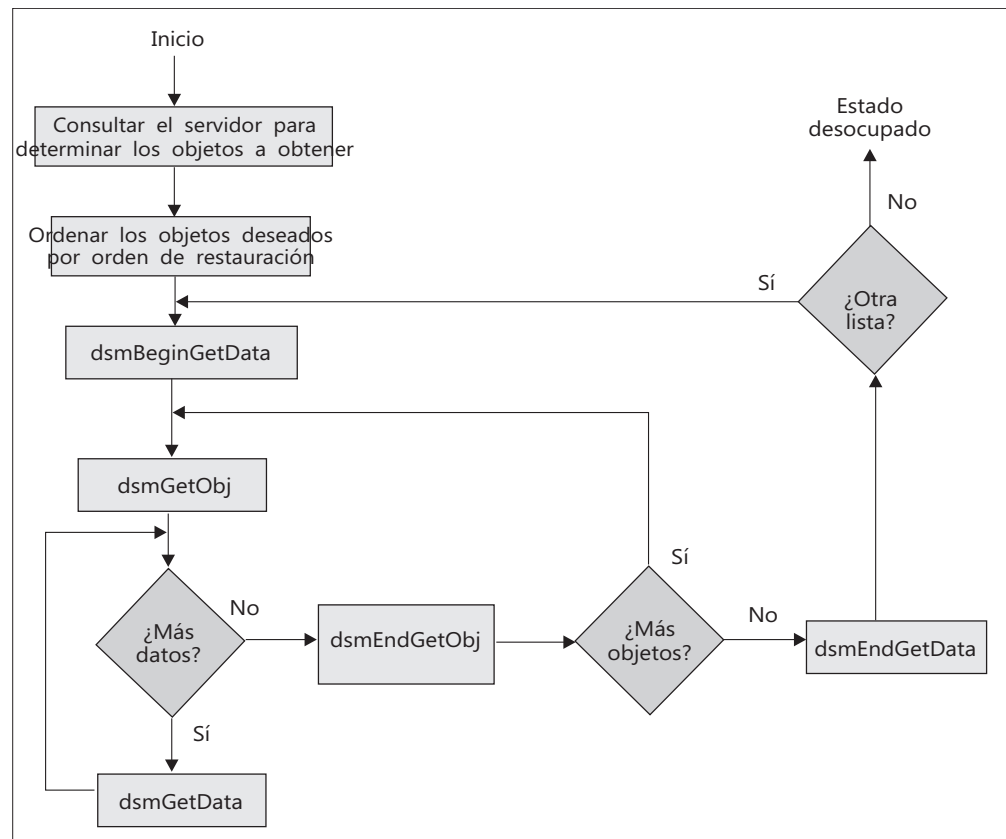 Inicio
Consultar el servidor para
determinar los objetos a obtener
Ordenar los objetos deseados
por orden de restauración
dsmBeginGetData
dsmGetObj
¿Más
datos?
No
Sí
dsmGetData
dsmEndGetObj
¿Más
objetos?
Sí
No
dsmEndGetData
¿Otra
lista?
Sí
No
Estado
desocupado